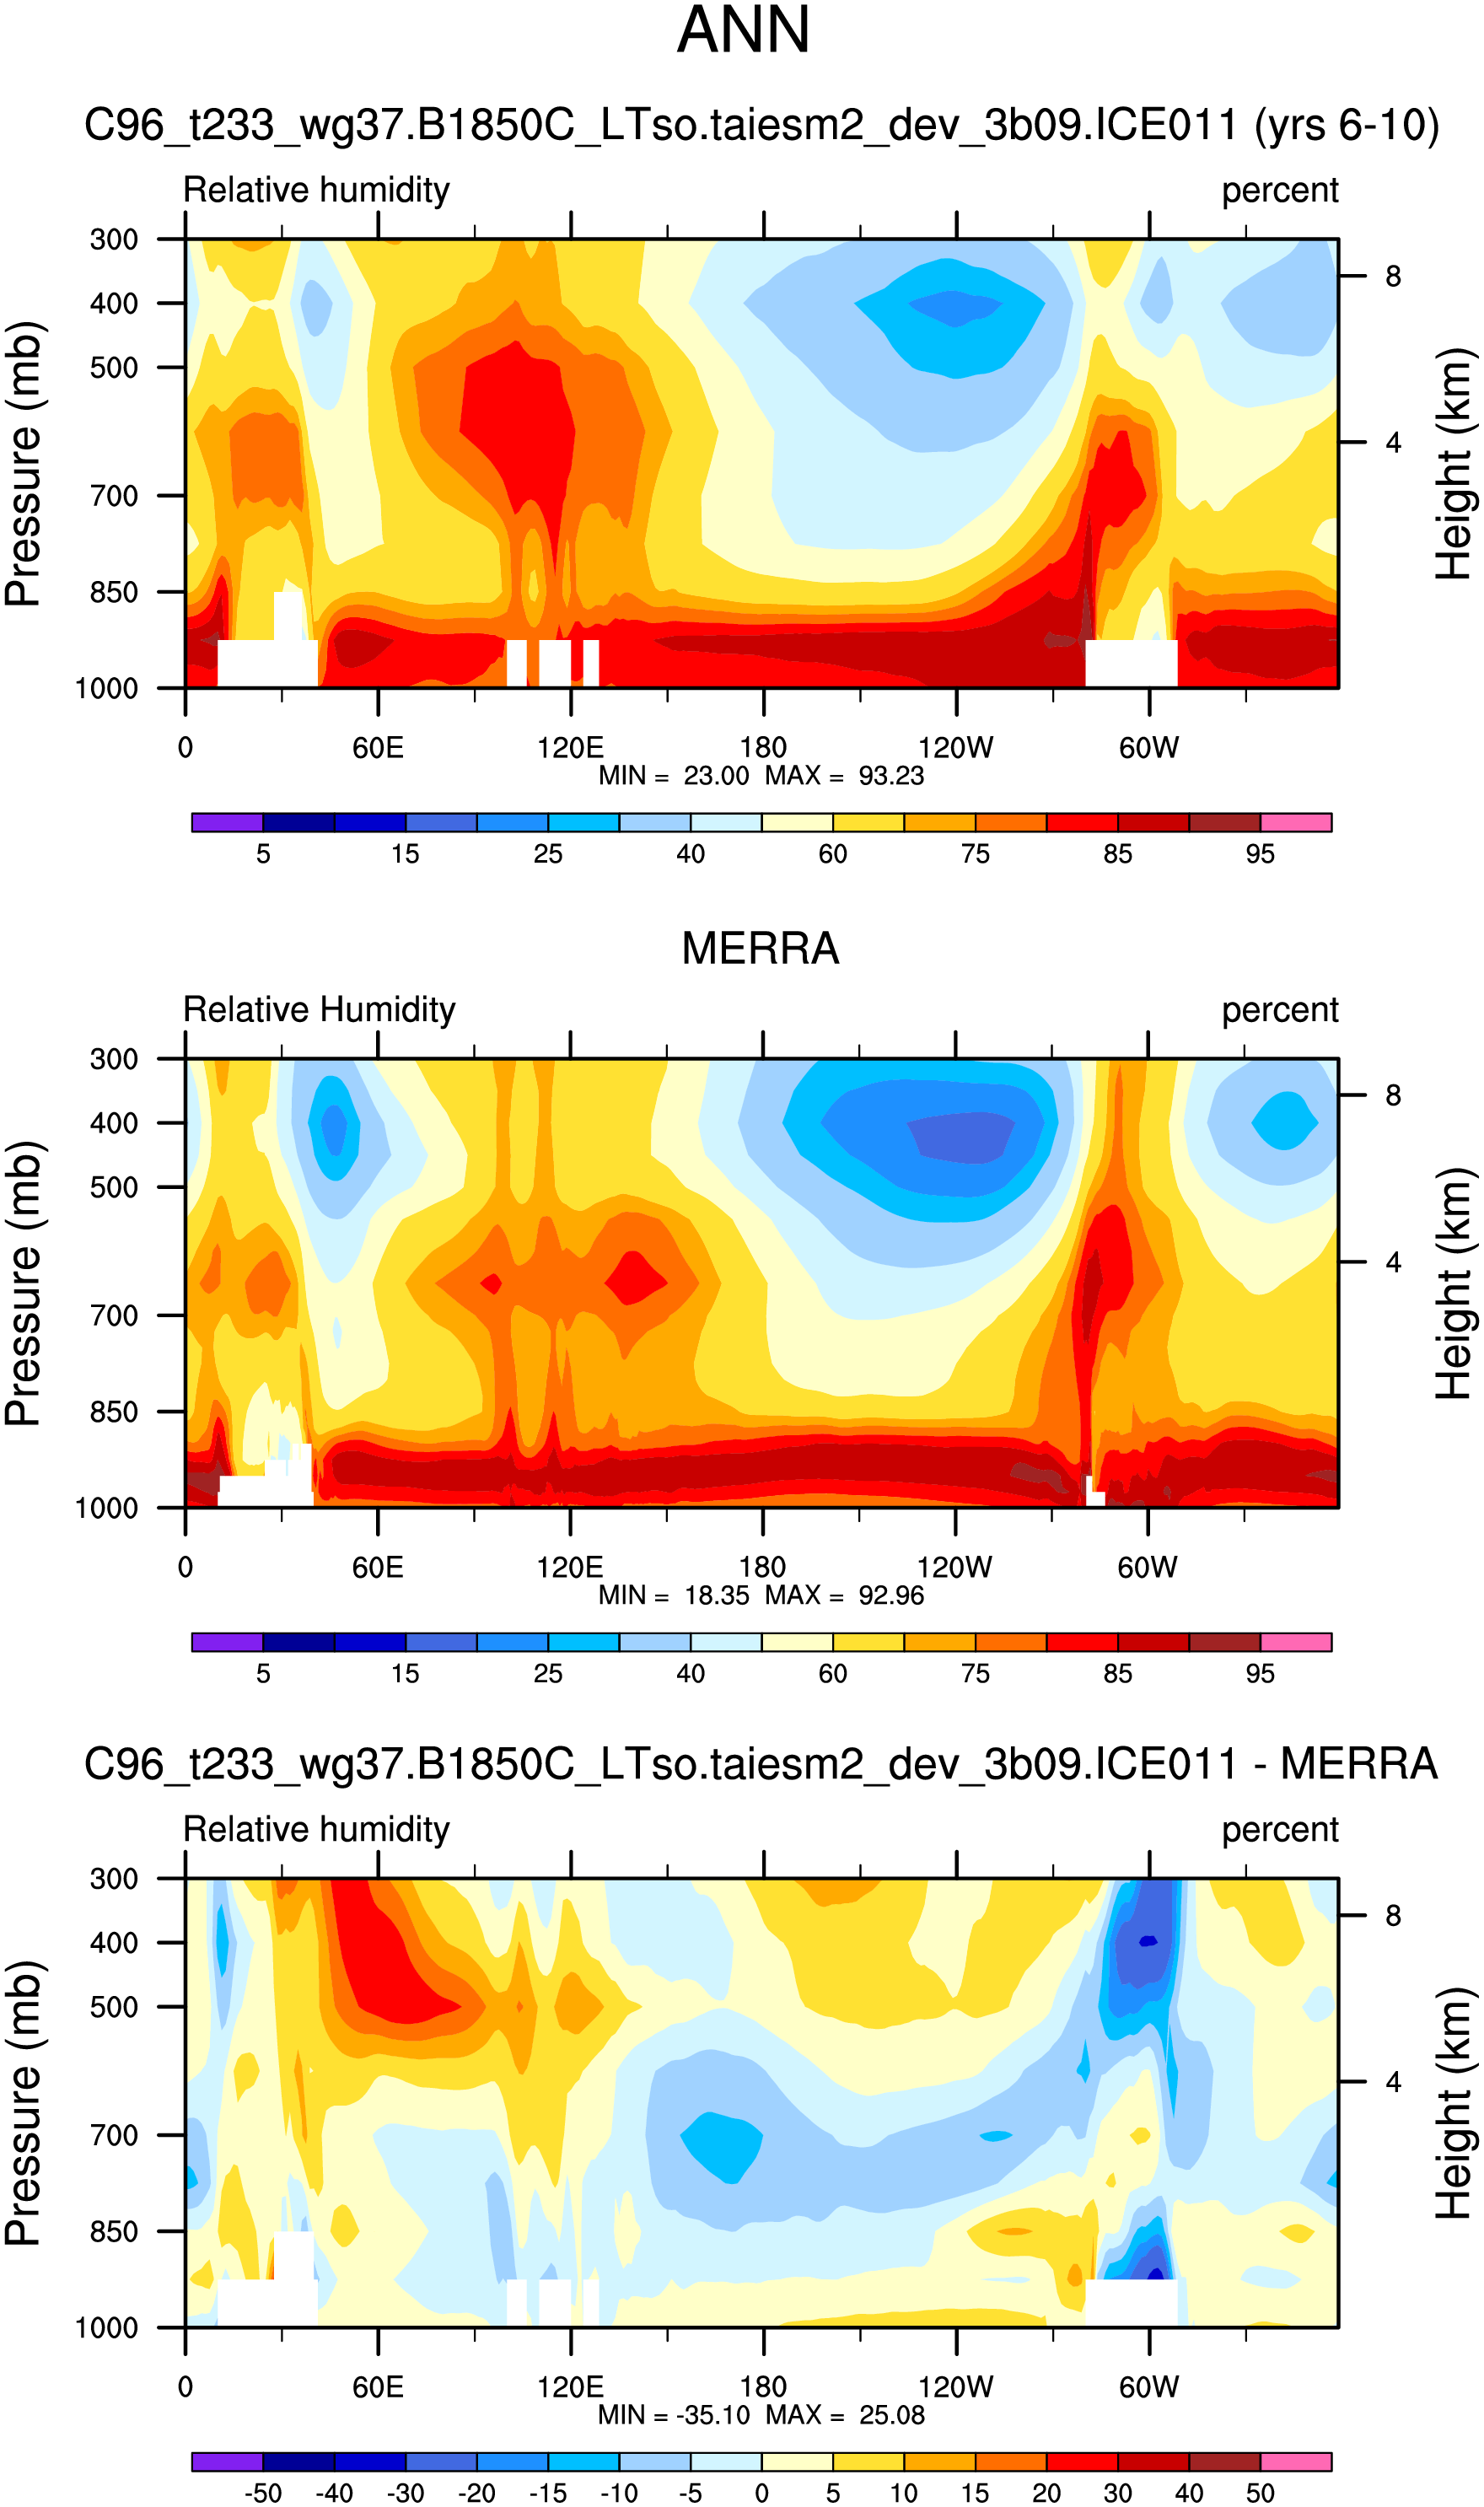 ANN
C96_t233_wg37.B1850C_LTso.taiesm2_dev_3b09.ICE011 (yrs 6-10)
Relative humidity percent
300
400
500
700
850
1000
Pressure (mb)
8
4
Height (km)
0 60E 120E 180 120W 60W
MIN = 23.00 MAX = 93.23
5 15 25 40 60 75 85 95
MERRA
Relative Humidity percent
300
400
500
700
850
1000
Pressure (mb)
8
4
Height (km)
0 60E 120E 180 120W 60W
MIN = 18.35 MAX = 92.96
5 15 25 40 60 75 85 95
C96_t233_wg37.B1850C_LTso.taiesm2_dev_3b09.ICE011 - MERRA
Relative humidity percent
300
400
500
700
850
1000
Pressure (mb)
8
4
Height (km)
0 60E 120E 180 120W 60W
MIN = -35.10 MAX = 25.08
-50 -40 -30 -20 -15 -10 -5 0 5 10 15 20 30 40 50